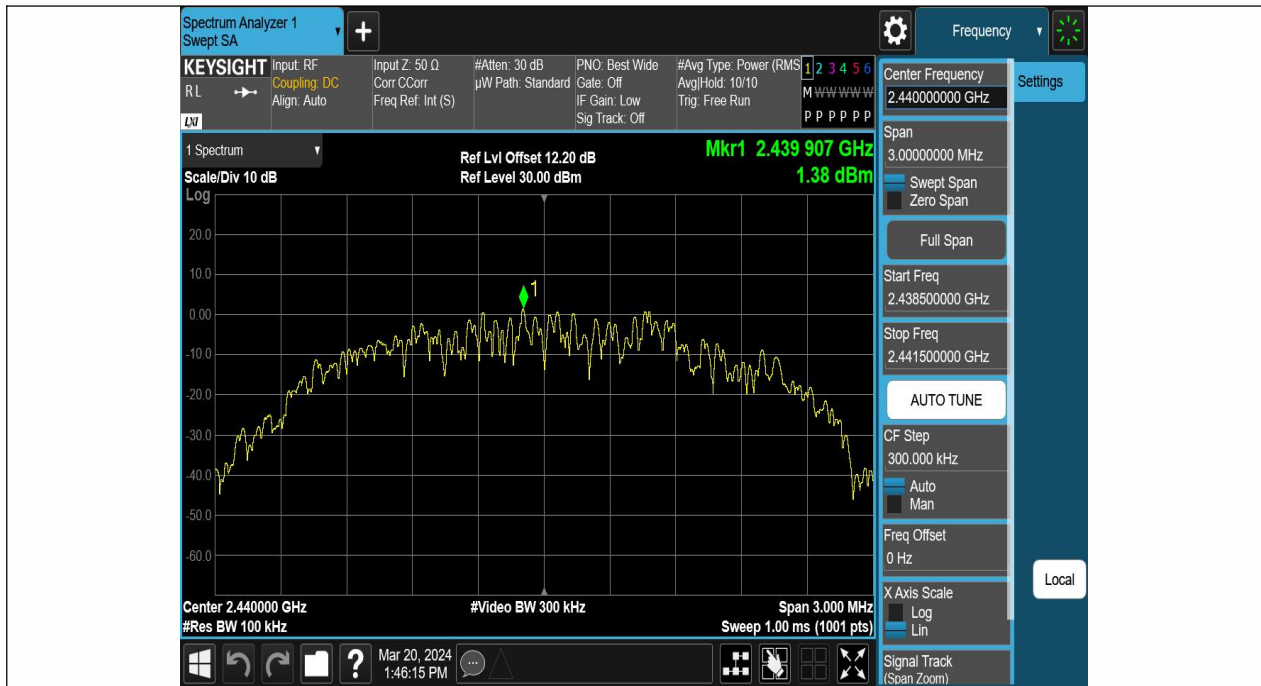 Spectrum Analyzer 1
Swept SA
+
Frequency
KEYSIGHT
R L
LXI
Input: RF
Coupling: DC
Align: Auto
Input Z: 50 Ω
Corr CCorr
Freq Ref: Int (S)
#Atten: 30 dB
µW Path: Standard
PNO: Best Wide
Gate: Off
IF Gain: Low
Sig Track: Off
#Avg Type: Power (RMS
Avg|Hold: 10/10
Trig: Free Run
1 2 3 4 5 6
M W W W W W
P P P P P P
Center Frequency
2.440000000 GHz
Settings
1 Spectrum
Scale/Div 10 dB
Ref Lvl Offset 12.20 dB
Ref Level 30.00 dBm
Mkr1 2.439 907 GHz
1.38 dBm
Span
3.00000000 MHz
Swept Span
Zero Span
Full Span
Start Freq
2.438500000 GHz
Stop Freq
2.441500000 GHz
AUTO TUNE
CF Step
300.000 kHz
Auto
Man
Freq Offset
0 Hz
X Axis Scale
Log
Lin
Signal Track
(Span Zoom)
Local
Log
20.0
10.0
0.00
-10.0
-20.0
-30.0
-40.0
-50.0
-60.0
1
Center 2.440000 GHz
#Video BW 300 kHz
Span 3.000 MHz
#Res BW 100 kHz
Sweep 1.00 ms (1001 pts)
?
Mar 20, 2024
1:46:15 PM